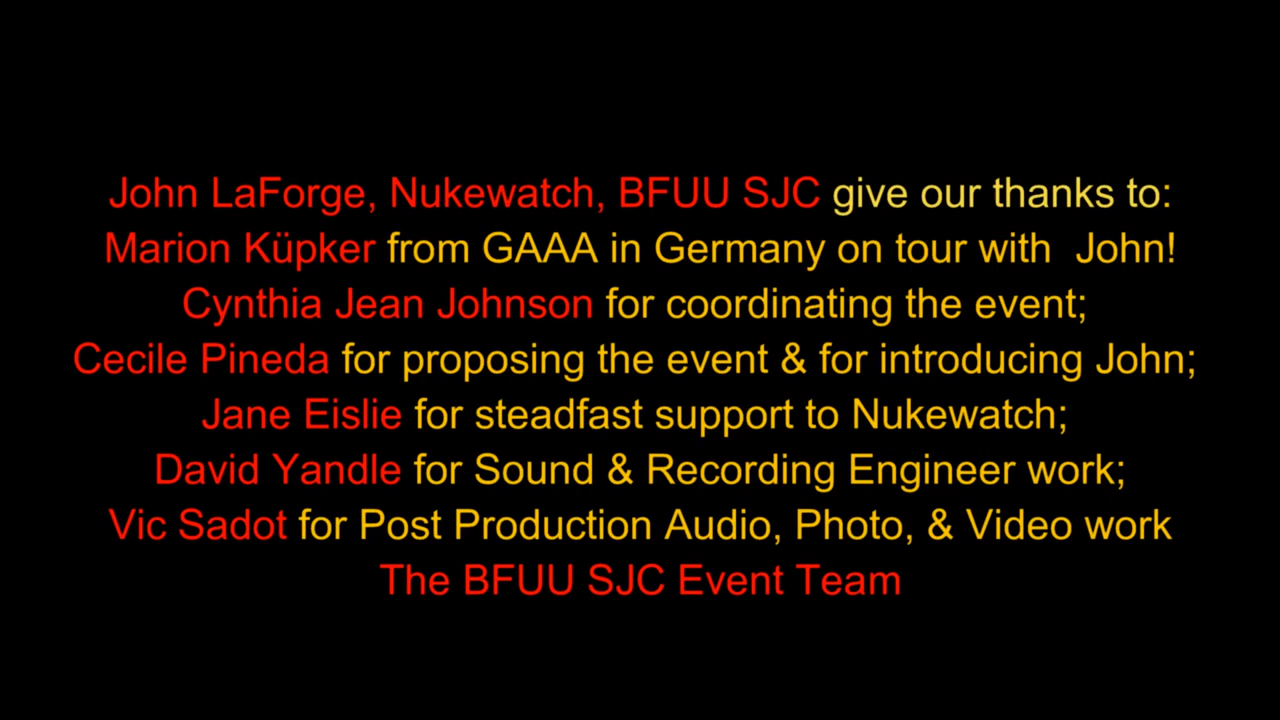 John LaForge, Nukewatch, BFUU SJC give our thanks to:
Marion Küpker from GAAA in Germany on tour with  John!
Cynthia Jean Johnson for coordinating the event;
Cecile Pineda for proposing the event & for introducing John;
Jane Eislie for steadfast support to Nukewatch;
David Yandle for Sound & Recording Engineer work;
Vic Sadot for Post Production Audio, Photo, & Video work
The BFUU SJC Event Team